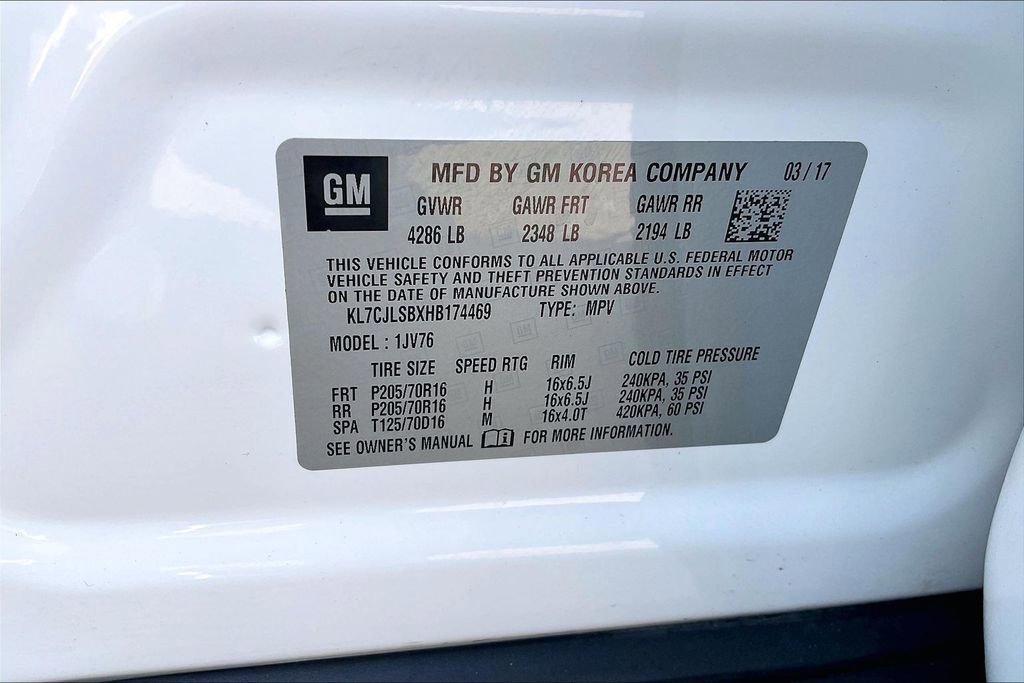 GM MFD BY GM KOREA COMPANY 03/17
GVWR GAWR FRT GAWR RR
4286 LB 2348 LB 2194 LB
THIS VEHICLE CONFORMS TO ALL APPLICABLE U.S. FEDERAL MOTOR
VEHICLE SAFETY AND THEFT PREVENTION STANDARDS IN EFFECT
ON THE DATE OF MANUFACTURE SHOWN ABOVE.
KL7CJLSBXHB174469 TYPE: MPV
MODEL : 1JV76
TIRE SIZE SPEED RTG RIM COLD TIRE PRESSURE
FRT P205/70R16 H 16x6.5J 240KPA, 35 PSI
RR P205/70R16 H 16x6.5J 240KPA, 35 PSI
SPA T125/70D16 M 16x4.0T 420KPA, 60 PSI
SEE OWNER'S MANUAL FOR MORE INFORMATION.